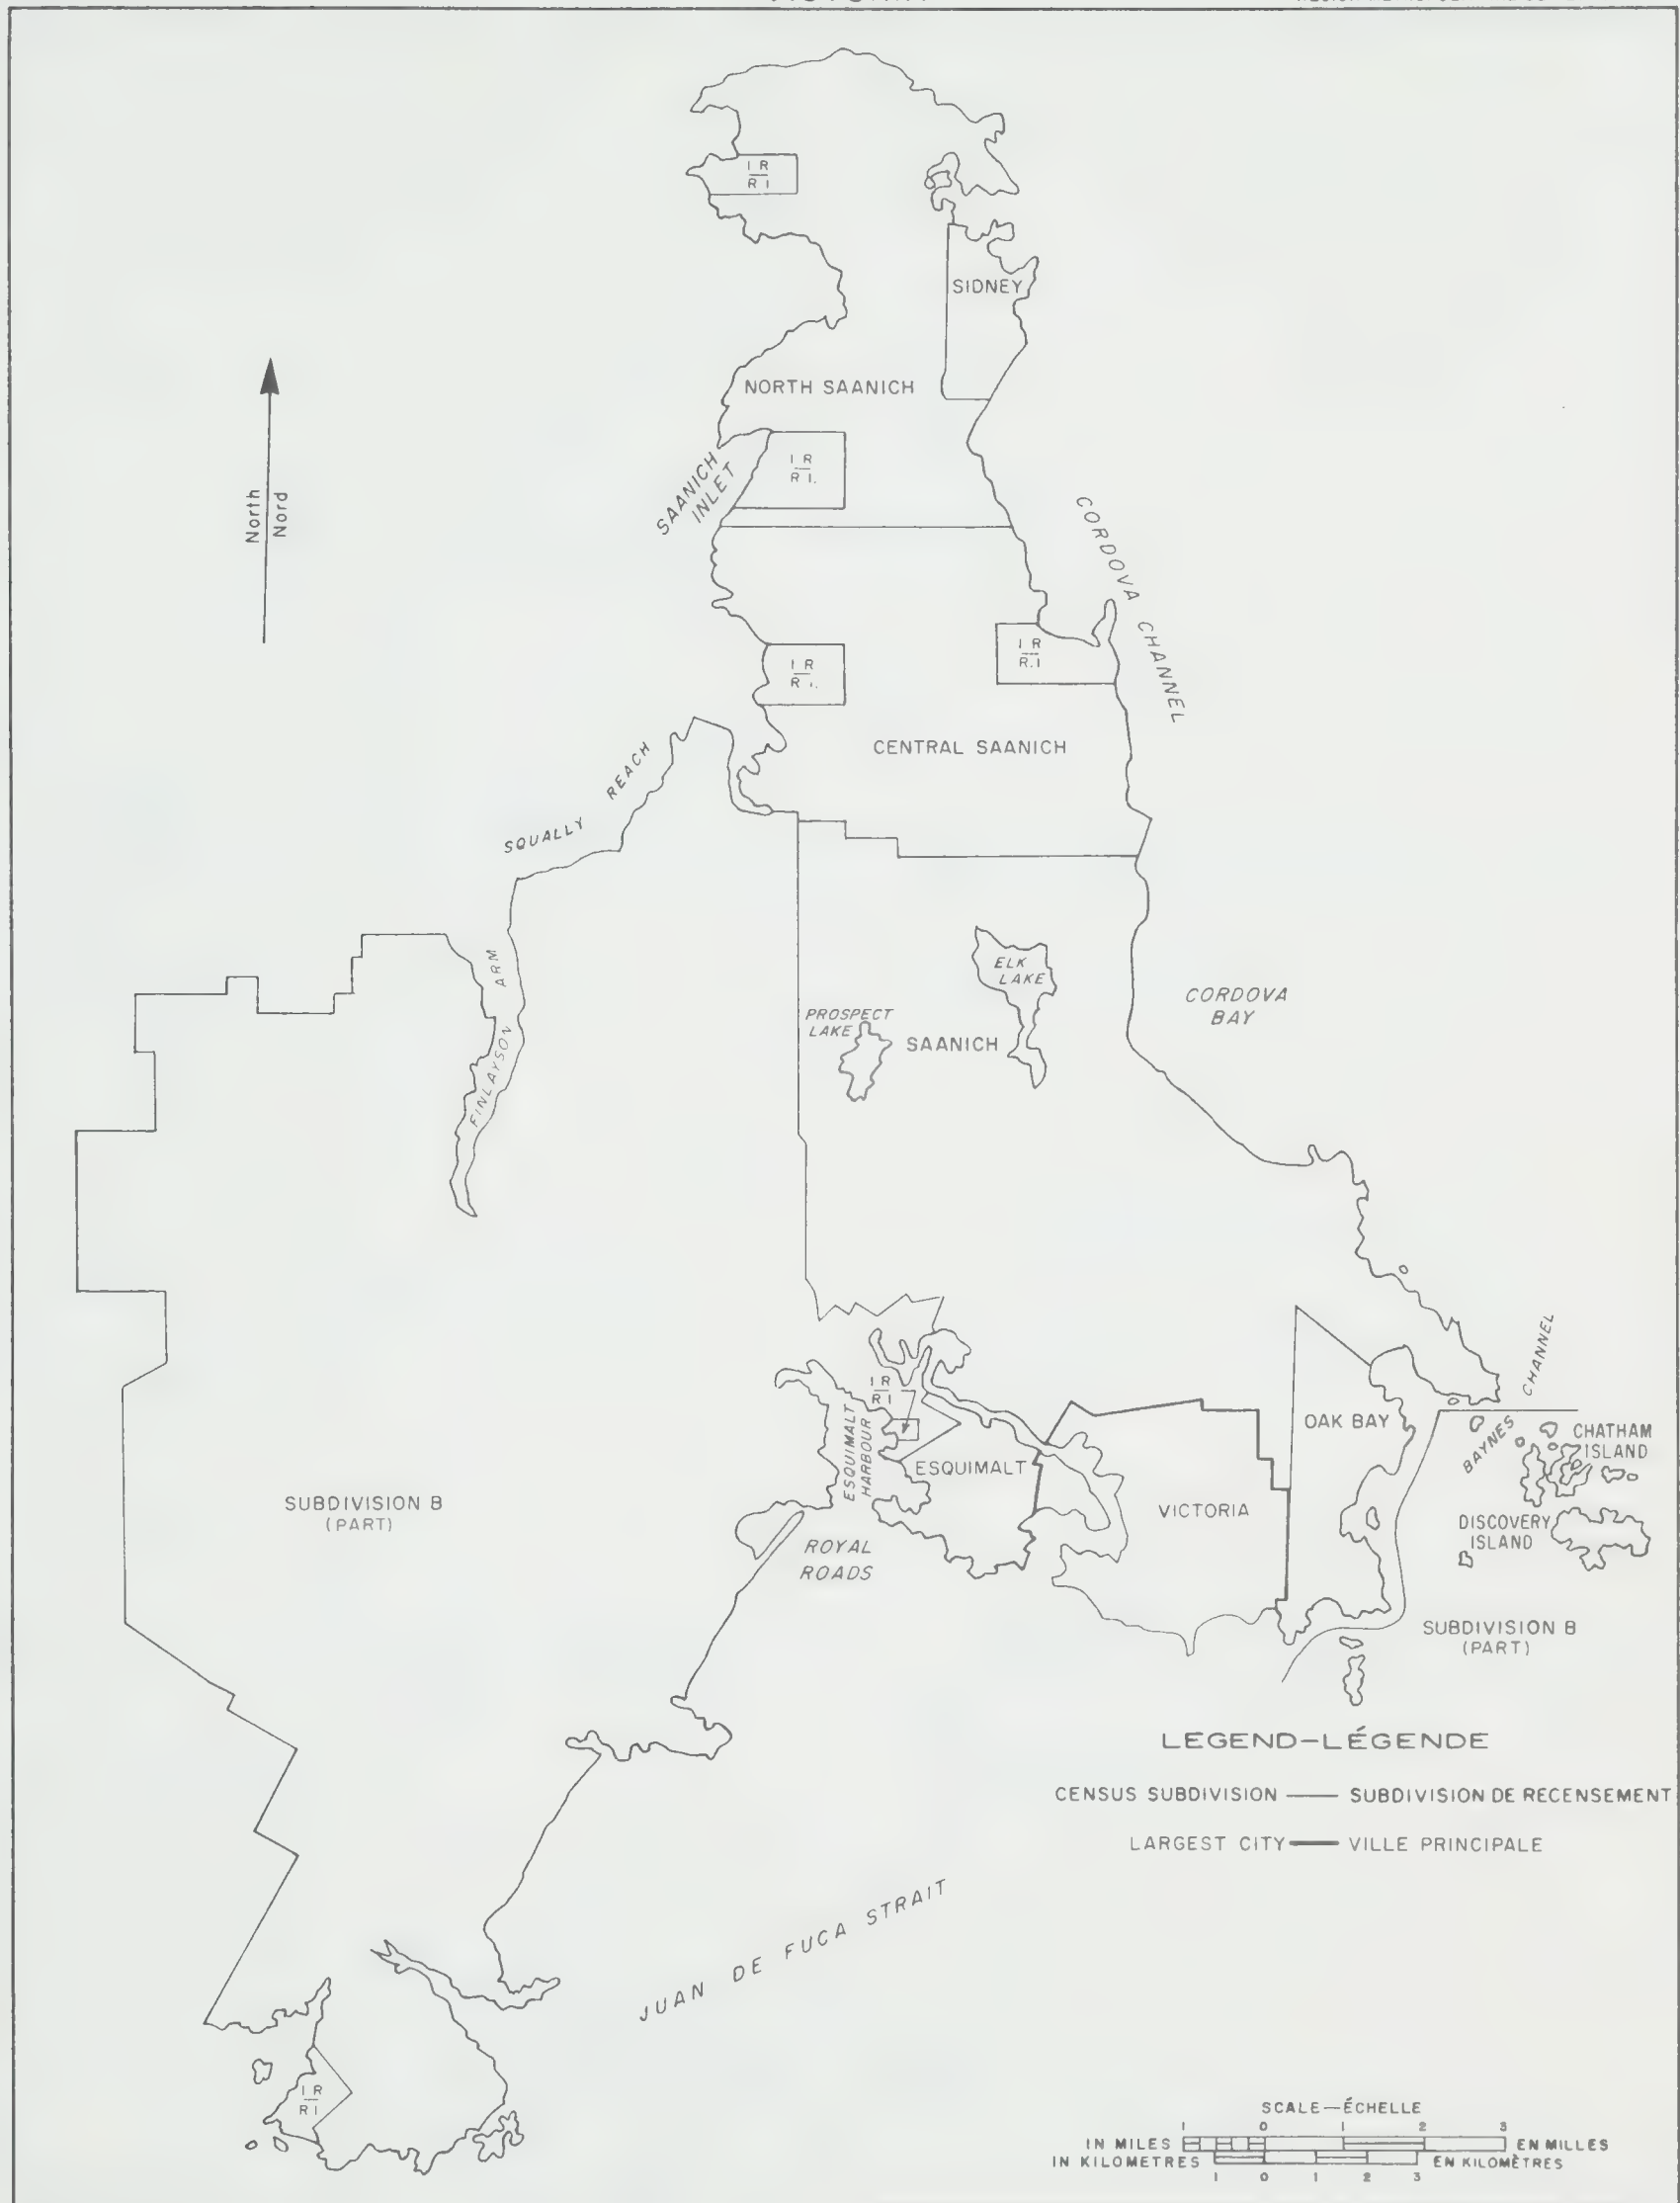 I R
R I
SIDNEY
NORTH SAANICH
SAANICH
INLET
I R
R I.
North
Nord
CORDOVA CHANNEL
I R
R.I
I R
R I.
CENTRAL SAANICH
SQUALLY REACH
FINLAYSON ARM
ELK
LAKE
PROSPECT
LAKE
SAANICH
CORDOVA
BAY
I R
R I
ESQUIMALT
HARBOUR
ESQUIMALT
VICTORIA
OAK BAY
BAYNES CHANNEL
CHATHAM
ISLAND
DISCOVERY
ISLAND
SUBDIVISION B
(PART)
ROYAL
ROADS
SUBDIVISION B
(PART)
JUAN DE FUCA STRAIT
I R
R I
LEGEND–LÉGENDE
CENSUS SUBDIVISION — SUBDIVISION DE RECENSEMENT
LARGEST CITY — VILLE PRINCIPALE
SCALE–ÉCHELLE
1 0 1 2 3
IN MILES EN MILLES
IN KILOMETRES EN KILOMÈTRES
1 0 1 2 3